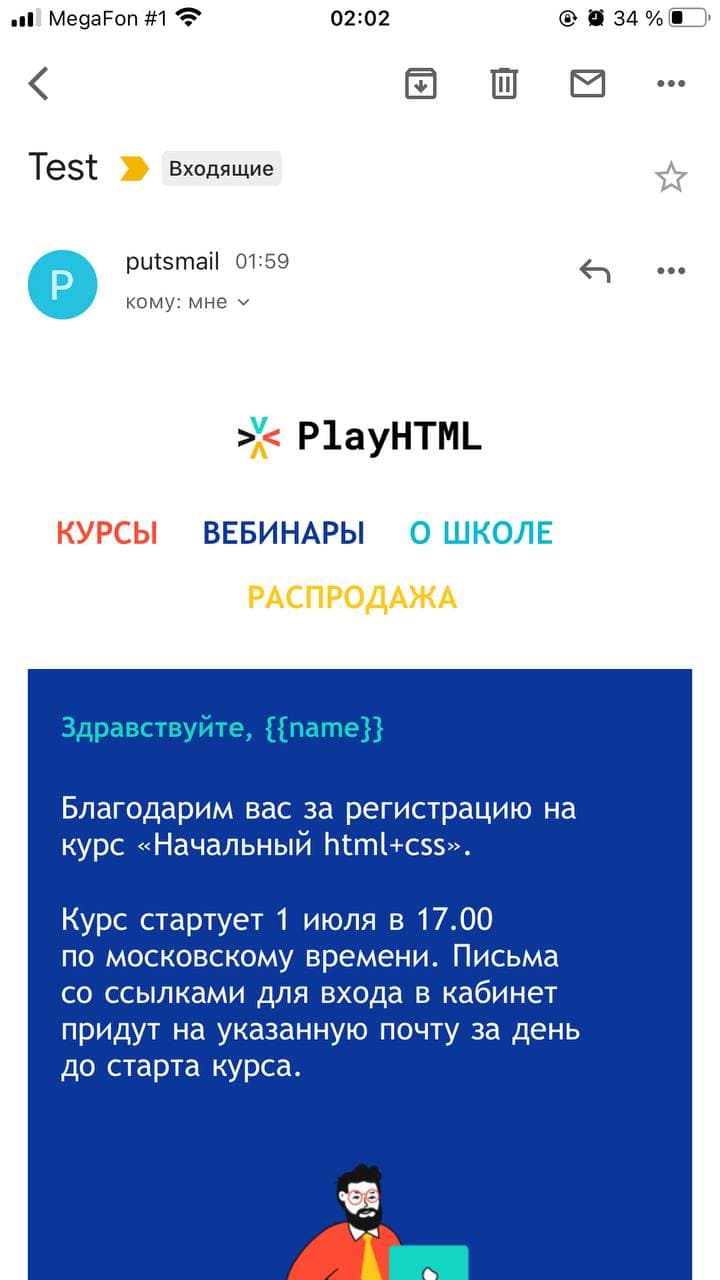 MegaFon #1 02:02 34 %
Test Входящие
putsmail 01:59
P
кому: мне
PlayHTML
КУРСЫ ВЕБИНАРЫ О ШКОЛЕ
РАСПРОДАЖА
Здравствуйте, {{name}}
Благодарим вас за регистрацию на
курс «Начальный html+css».
Курс стартует 1 июля в 17.00
по московскому времени. Письма
со ссылками для входа в кабинет
придут на указанную почту за день
до старта курса.